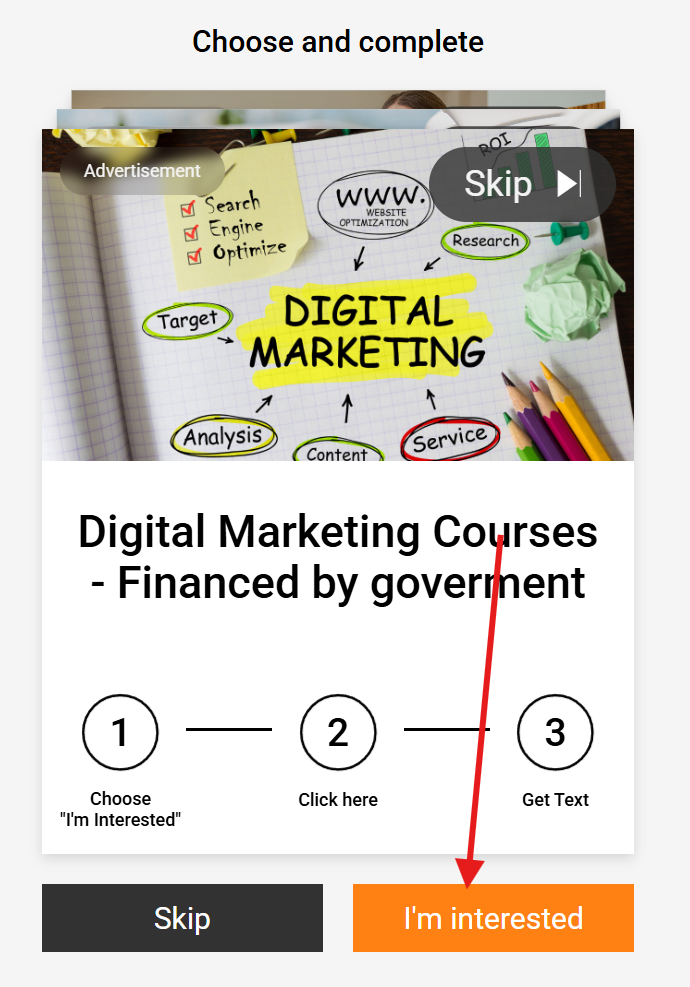 Choose and complete
Advertisement
Skip
ROI
Search
Engine
Optimize
www.
WEBSITE
OPTIMIZATION
Research
Target
DIGITAL
MARKETING
Analysis
Content
Service
Digital Marketing Courses
- Financed by goverment
1
2
3
Choose
"I'm Interested"
Click here
Get Text
Skip
I'm interested